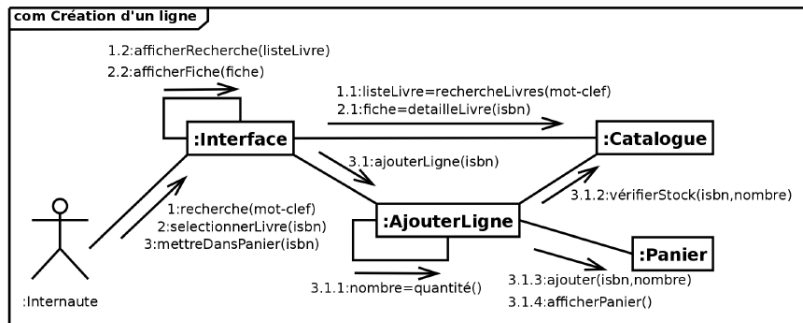 com Création d'un ligne
1.2:afficherRecherche(listeLivre)
2.2:afficherFiche(fiche)
1.1:listeLivre=rechercheLivres(mot-clef)
2.1:fiche=detailleLivre(isbn)
:Interface
:Catalogue
3.1:ajouterLigne(isbn)
3.1.2:vérifierStock(isbn,nombre)
1:recherche(mot-clef)
2:selectionnerLivre(isbn)
3:mettreDansPanier(isbn)
:AjouterLigne
:Panier
3.1.1:nombre=quantité()
3.1.3:ajouter(isbn,nombre)
3.1.4:afficherPanier()
:Internaute